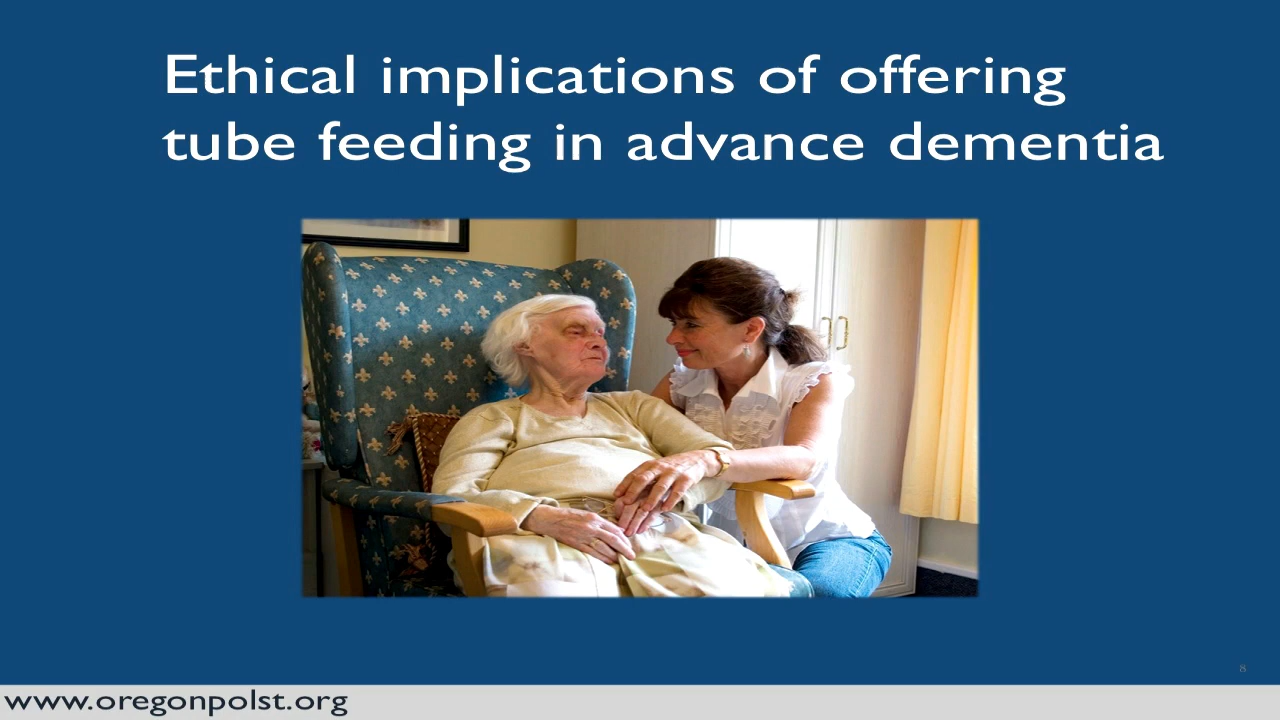 Ethical implications of offering
tube feeding in advance dementia
8
www.oregonpolst.org